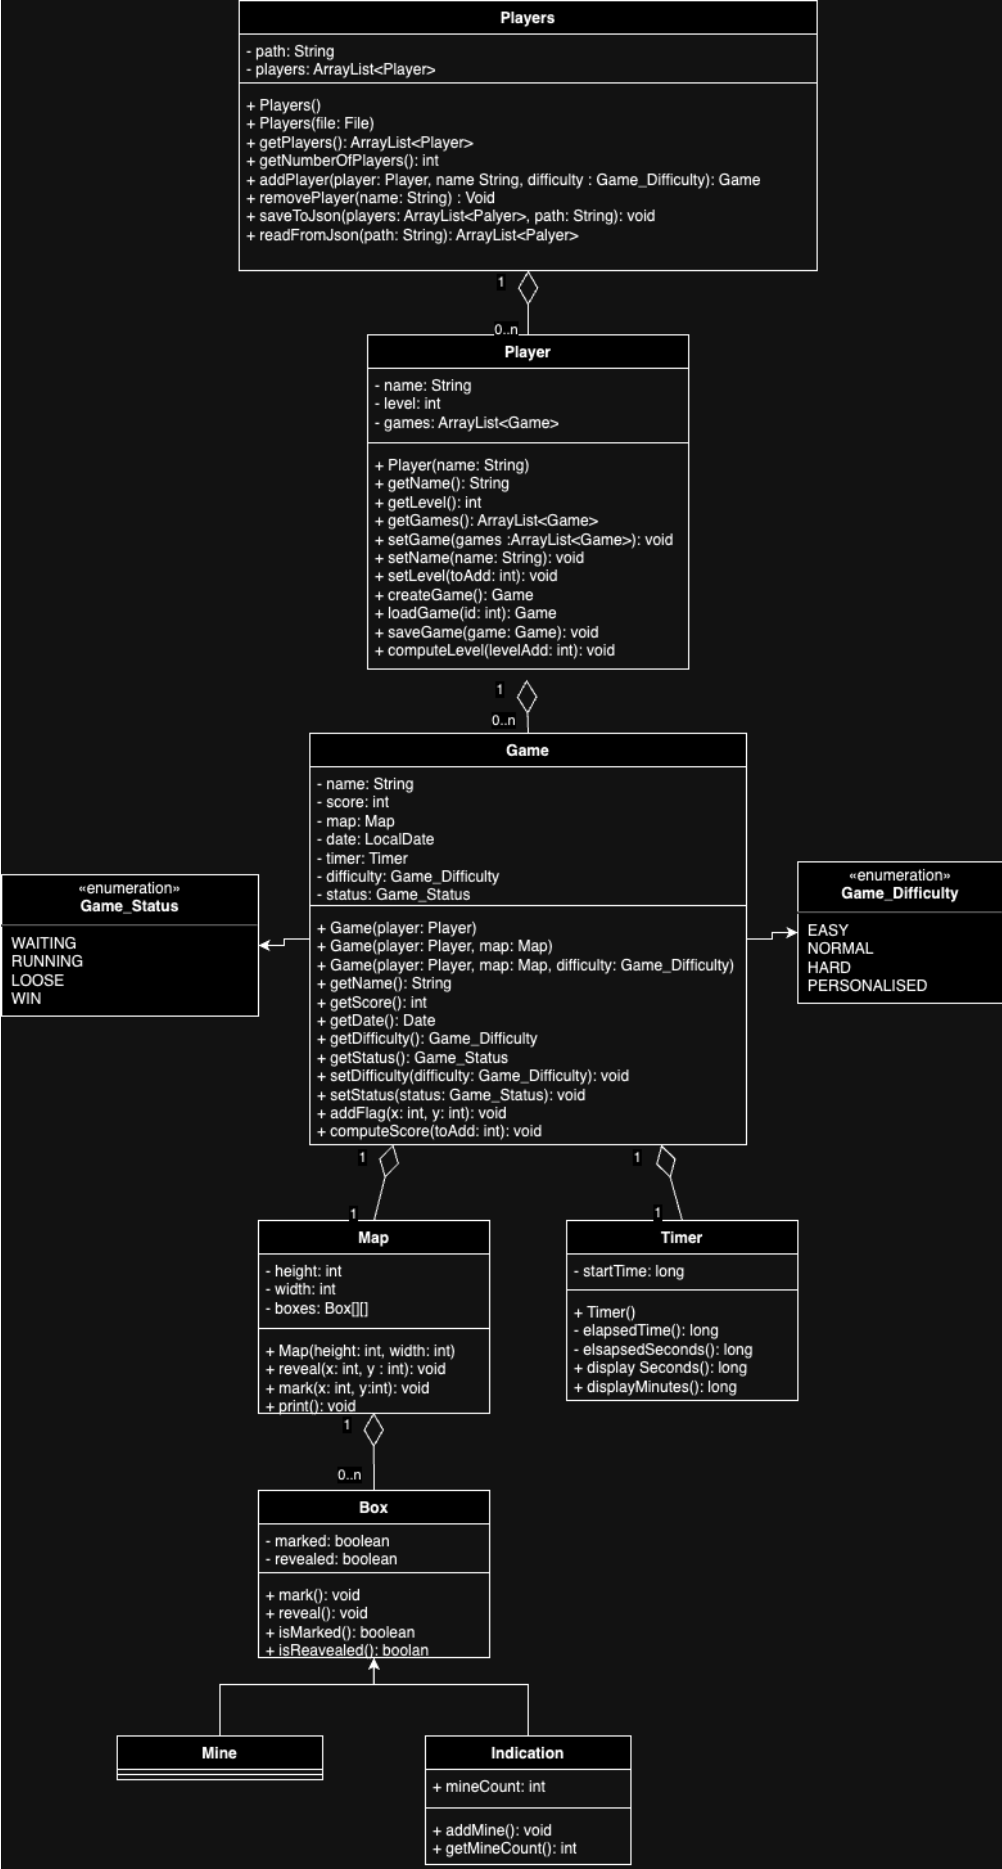 Players
- path: String
- players: ArrayList<Player>
+ Players()
+ Players(file: File)
+ getPlayers(): ArrayList<Player>
+ getNumberOfPlayers(): int
+ addPlayer(player: Player, name String, difficulty : Game_Difficulty): Game
+ removePlayer(name: String) : Void
+ saveToJson(players: ArrayList<Palyer>, path: String): void
+ readFromJson(path: String): ArrayList<Palyer>
1
0..n
Player
- name: String
- level: int
- games: ArrayList<Game>
+ Player(name: String)
+ getName(): String
+ getLevel(): int
+ getGames(): ArrayList<Game>
+ setGame(games :ArrayList<Game>): void
+ setName(name: String): void
+ setLevel(toAdd: int): void
+ createGame(): Game
+ loadGame(id: int): Game
+ saveGame(game: Game): void
+ computeLevel(levelAdd: int): void
1
0..n
Game
- name: String
- score: int
- map: Map
- date: LocalDate
- timer: Timer
- difficulty: Game_Difficulty
- status: Game_Status
+ Game(player: Player)
+ Game(player: Player, map: Map)
+ Game(player: Player, map: Map, difficulty: Game_Difficulty)
+ getName(): String
+ getScore(): int
+ getDate(): Date
+ getDifficulty(): Game_Difficulty
+ getStatus(): Game_Status
+ setDifficulty(difficulty: Game_Difficulty): void
+ setStatus(status: Game_Status): void
+ addFlag(x: int, y: int): void
+ computeScore(toAdd: int): void
«enumeration»
Game_Status
WAITING
RUNNING
LOOSE
WIN
«enumeration»
Game_Difficulty
EASY
NORMAL
HARD
PERSONALISED
1
1
1
1
Map
- height: int
- width: int
- boxes: Box[][]
+ Map(height: int, width: int)
+ reveal(x: int, y : int): void
+ mark(x: int, y:int): void
+ print(): void
Timer
- startTime: long
+ Timer()
- elapsedTime(): long
- elsapsedSeconds(): long
+ display Seconds(): long
+ displayMinutes(): long
1
0..n
Box
- marked: boolean
- revealed: boolean
+ mark(): void
+ reveal(): void
+ isMarked(): boolean
+ isReavealed(): boolan
Mine
Indication
+ mineCount: int
+ addMine(): void
+ getMineCount(): int